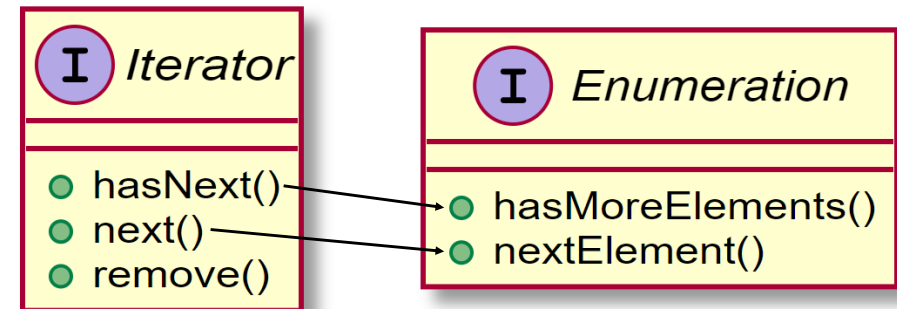 I Iterator
hasNext()
next()
remove()
I Enumeration
hasMoreElements()
nextElement()